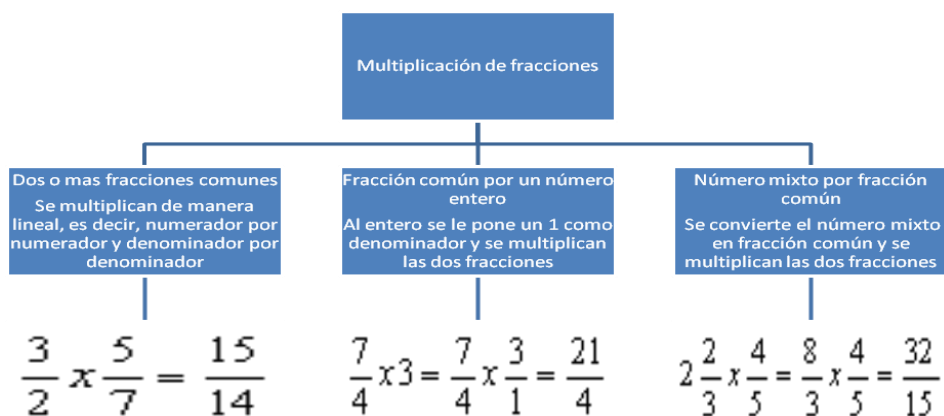 Multiplicación de fracciones
Dos o mas fracciones comunes
Se multiplican de manera
lineal, es decir, numerador por
numerador y denominador por
denominador
Fracción común por un número
entero
Al entero se le pone un 1 como
denominador y se multiplican
las dos fracciones
Número mixto por fracción
común
Se convierte el número mixto
en fracción común y se
multiplican las dos fracciones
3/2 x 5/7 = 15/14
7/4 x 3 = 7/4 x 3/1 = 21/4
2 2/3 x 4/5 = 8/3 x 4/5 = 32/15